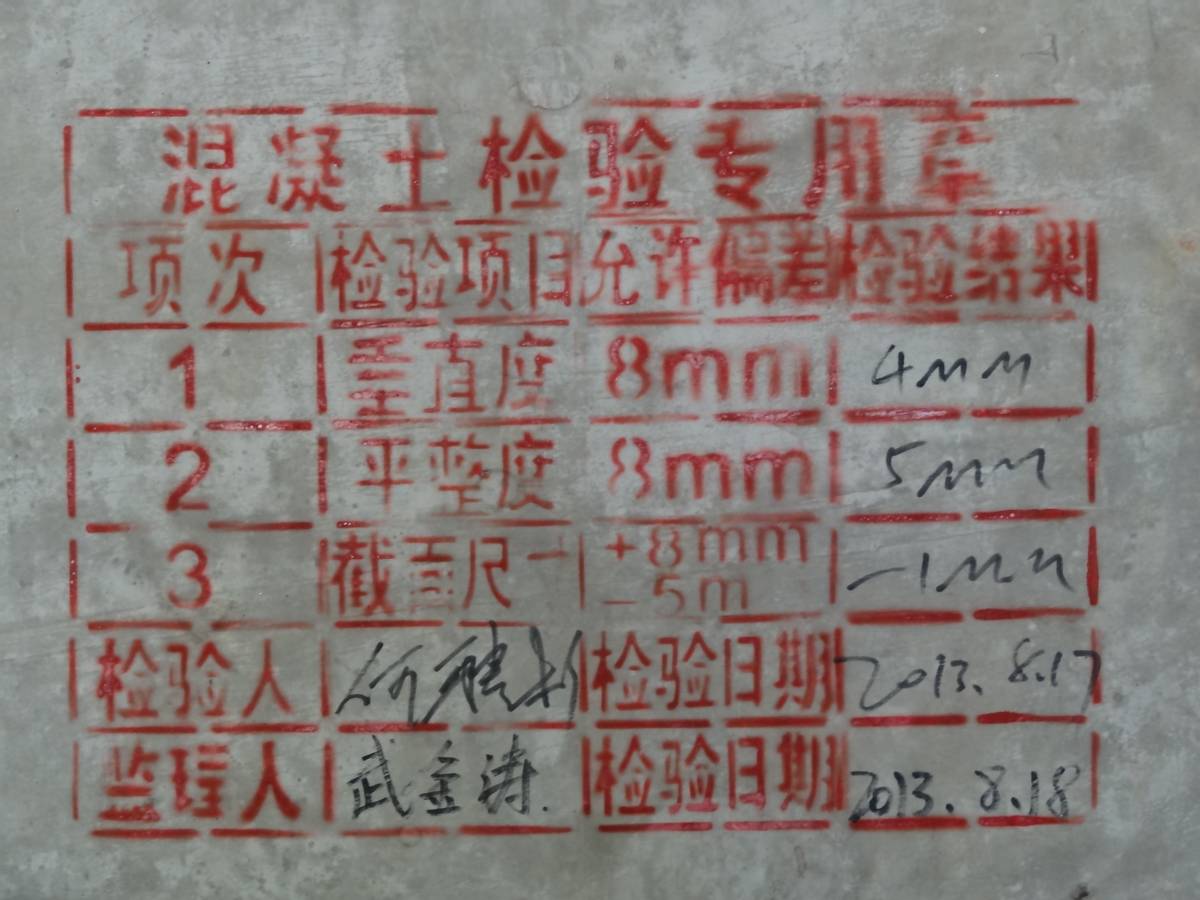 混凝土检验专用章
项次 检验项目 允许偏差 检验结果
1 垂直度 8mm 4mm
2 平整度 8mm 5mm
3 截面尺寸 +8mm -5m -1mm
检验人 何 检验日期 2013.8.17
监理人 武金涛. 检验日期 2013.8.18